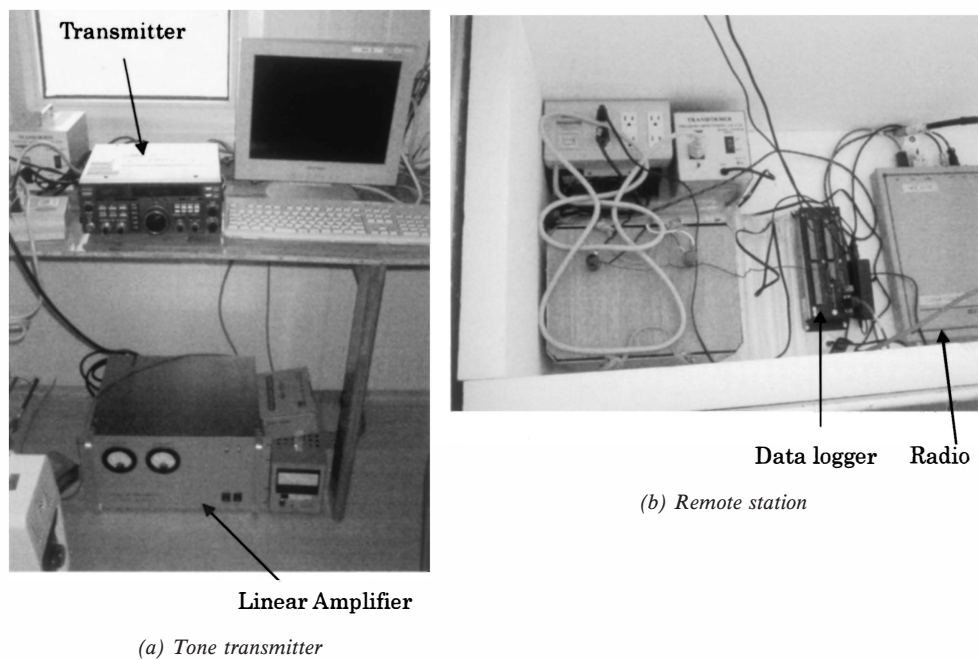 Transmitter
Linear Amplifier
(a) Tone transmitter
TRANSFORMER
Data logger
Radio
(b) Remote station